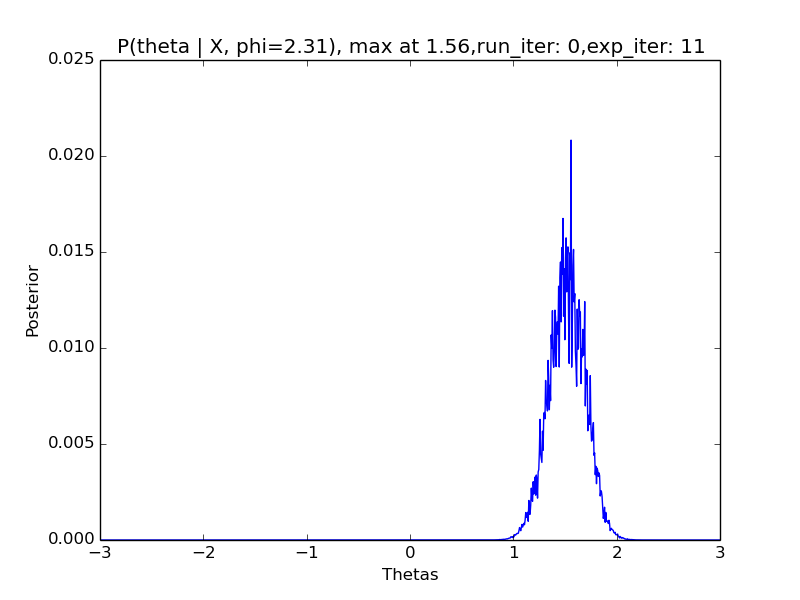 P(theta | X, phi=2.31), max at 1.56,run_iter: 0,exp_iter: 11
0.025
0.020
0.015
0.010
0.005
0.000
Posterior
−3 −2 −1 0 1 2 3
Thetas